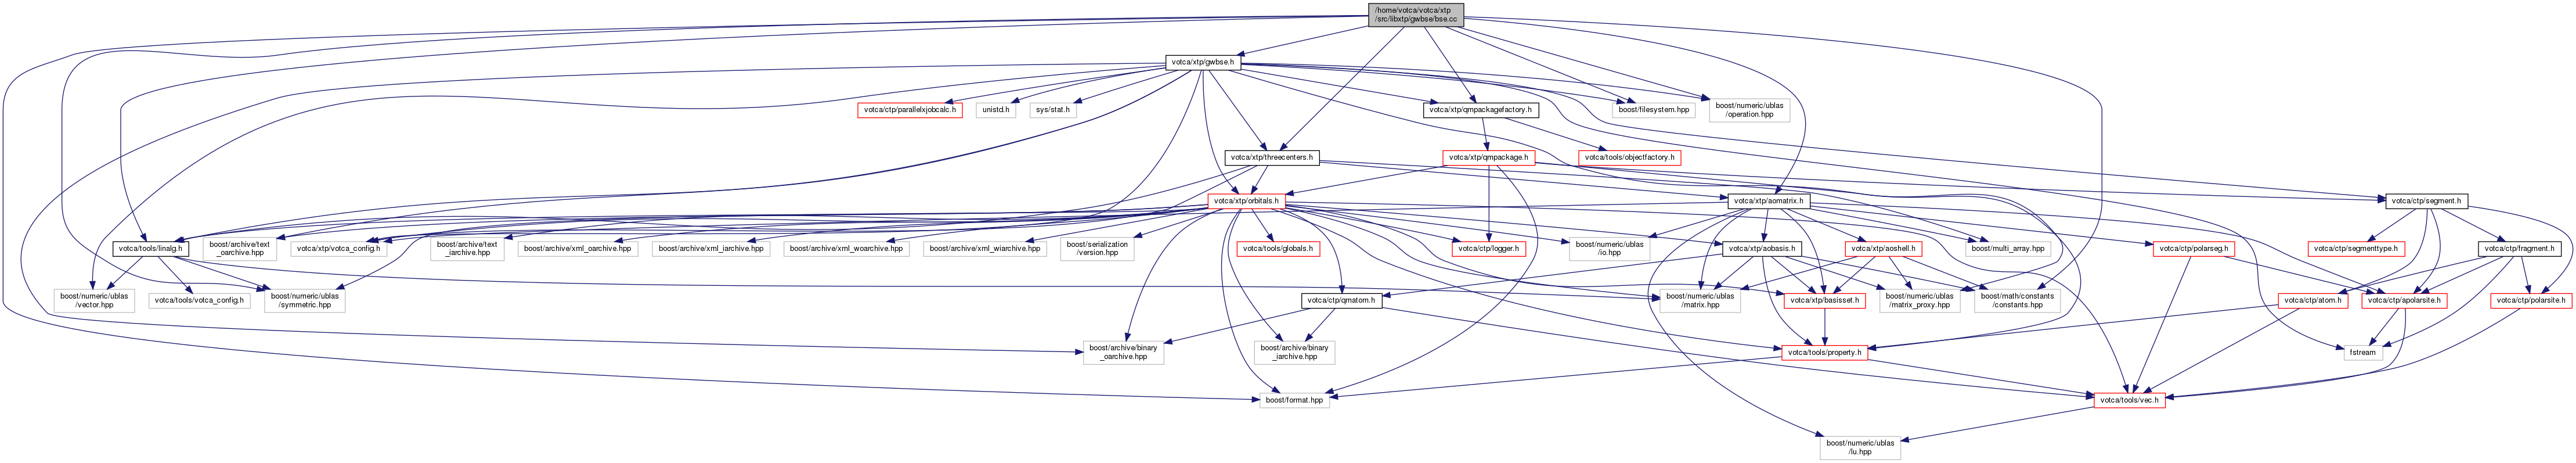 /home/votca/votca/xtp
/src/libxtp/gwbse/bse.cc
votca/xtp/gwbse.h
votca/ctp/parallelxjobcalc.h
unistd.h
sys/stat.h
votca/xtp/qmpackagefactory.h
boost/filesystem.hpp
boost/numeric/ublas
/operation.hpp
votca/xtp/threecenters.h
votca/xtp/qmpackage.h
votca/tools/objectfactory.h
votca/xtp/orbitals.h
votca/xtp/aomatrix.h
votca/ctp/segment.h
votca/tools/linalg.h
boost/archive/text
_oarchive.hpp
votca/xtp/votca_config.h
boost/archive/text
_iarchive.hpp
boost/archive/xml_oarchive.hpp
boost/archive/xml_iarchive.hpp
boost/archive/xml_woarchive.hpp
boost/archive/xml_wiarchive.hpp
boost/serialization
/version.hpp
votca/tools/globals.h
votca/ctp/logger.h
boost/numeric/ublas
/io.hpp
votca/xtp/aobasis.h
votca/xtp/aoshell.h
boost/multi_array.hpp
votca/ctp/polarseg.h
votca/ctp/segmenttype.h
votca/ctp/fragment.h
boost/numeric/ublas
/vector.hpp
votca/tools/votca_config.h
boost/numeric/ublas
/symmetric.hpp
votca/ctp/qmatom.h
boost/numeric/ublas
/matrix.hpp
votca/xtp/basisset.h
boost/numeric/ublas
/matrix_proxy.hpp
boost/math/constants
/constants.hpp
votca/ctp/atom.h
votca/ctp/apolarsite.h
votca/ctp/polarsite.h
boost/archive/binary
_oarchive.hpp
boost/archive/binary
_iarchive.hpp
votca/tools/property.h
fstream
boost/format.hpp
votca/tools/vec.h
boost/numeric/ublas
/lu.hpp